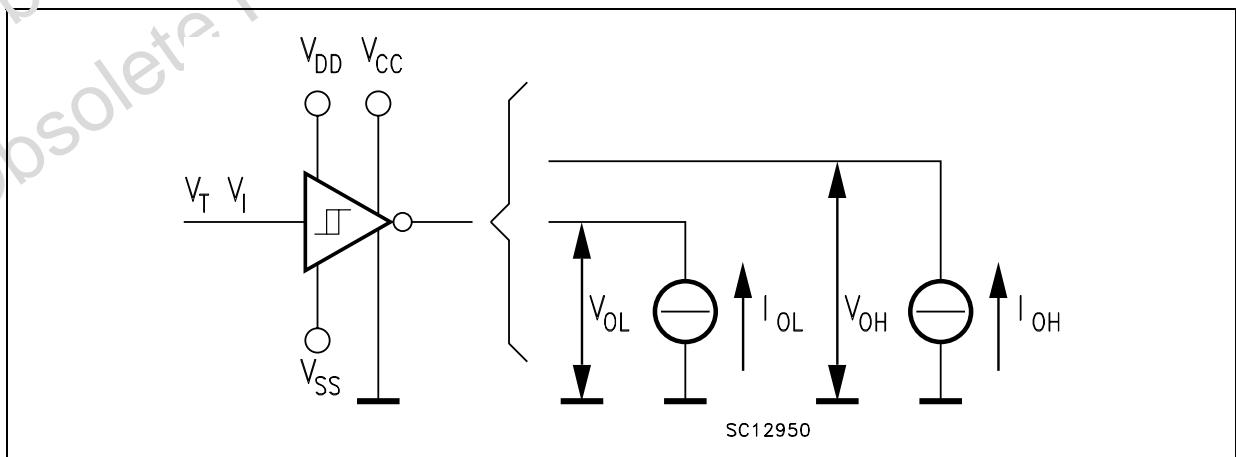 obsolete
V_DD V_CC
V_T V_I
V_OL I_OL V_OH I_OH
V_SS
SC12950